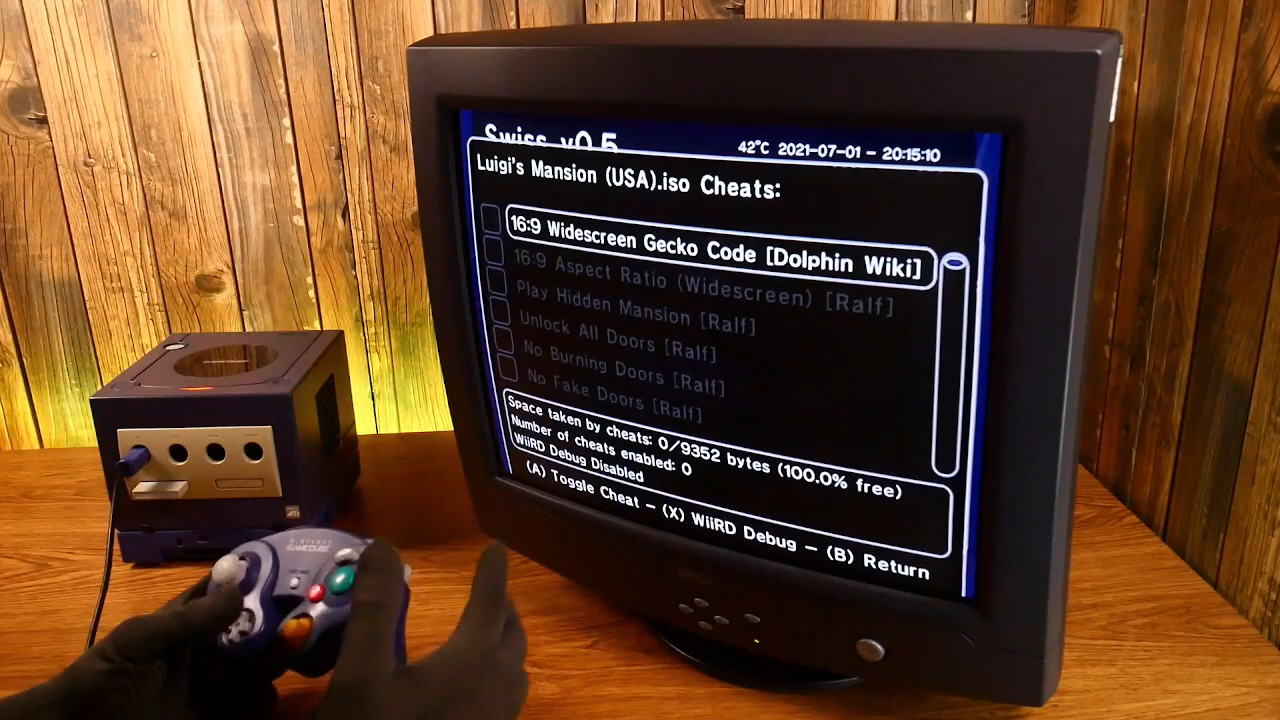 Swiss v0.5
42°C 2021-07-01 - 20:15:10
Luigi's Mansion (USA).iso Cheats:
16:9 Widescreen Gecko Code [Dolphin Wiki]
16:9 Aspect Ratio (Widescreen) [Ralf]
Play Hidden Mansion [Ralf]
Unlock All Doors [Ralf]
No Burning Doors [Ralf]
No Fake Doors [Ralf]
Space taken by cheats: 0/9352 bytes (100.0% free)
Number of cheats enabled: 0
WiiRD Debug Disabled
(A) Toggle Cheat - (X) WiiRD Debug - (B) Return
ATI
NINTENDO
GAMECUBE